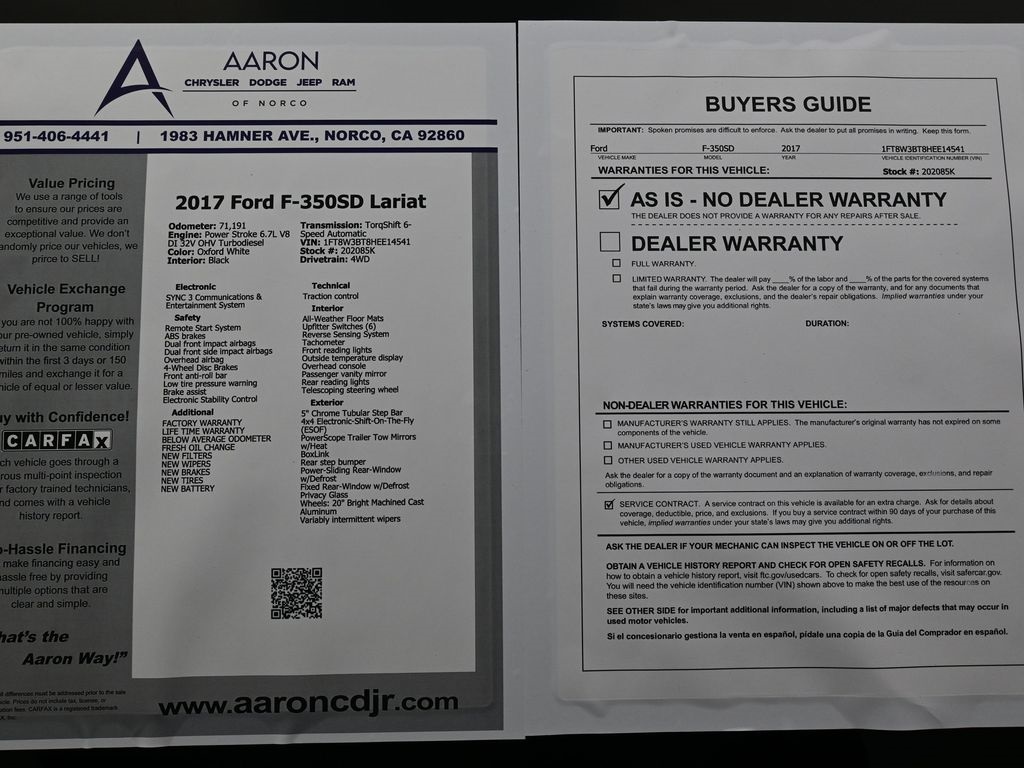 AARON
CHRYSLER DODGE JEEP RAM
OF NORCO
951-406-4441 | 1983 HAMNER AVE., NORCO, CA 92860
Value Pricing
We use a range of tools
to ensure our prices are
competitive and provide an
exceptional value. We don't
andomly price our vehicles, we
prirce to SELL!
Vehicle Exchange
Program
you are not 100% happy with
ur pre-owned vehicle, simply
eturn it in the same condition
within the first 3 days or 150
miles and exchange it for a
hicle of equal or lesser value.
y with Confidence!
CARFAX
ch vehicle goes through a
rous multi-point inspection
factory trained technicians,
nd comes with a vehicle
history report.
o-Hassle Financing
make financing easy and
assle free by providing
ultiple options that are
clear and simple.
hat's the
Aaron Way!"
ll differences must be addressed prior to the sale
icle. Prices do not include tax, license, or
tion fees. CARFAX is a registered trademark
X, Inc.
2017 Ford F-350SD Lariat
Odometer: 71,191
Engine: Power Stroke 6.7L V8
DI 32V OHV Turbodiesel
Color: Oxford White
Interior: Black
Transmission: TorqShift 6-
Speed Automatic
VIN: 1FT8W3BT8HEE14541
Stock #: 202085K
Drivetrain: 4WD
Electronic
SYNC 3 Communications &
Entertainment System
Safety
Remote Start System
ABS brakes
Dual front impact airbags
Dual front side impact airbags
Overhead airbag
4-Wheel Disc Brakes
Front anti-roll bar
Low tire pressure warning
Brake assist
Electronic Stability Control
Additional
FACTORY WARRANTY
LIFE TIME WARRANTY
BELOW AVERAGE ODOMETER
FRESH OIL CHANGE
NEW FILTERS
NEW WIPERS
NEW BRAKES
NEW TIRES
NEW BATTERY
Technical
Traction control
Interior
All-Weather Floor Mats
Upfitter Switches (6)
Reverse Sensing System
Tachometer
Front reading lights
Outside temperature display
Overhead console
Passenger vanity mirror
Rear reading lights
Telescoping steering wheel
Exterior
5" Chrome Tubular Step Bar
4x4 Electronic-Shift-On-The-Fly
(ESOF)
PowerScope Trailer Tow Mirrors
w/Heat
BoxLink
Rear step bumper
Power-Sliding Rear-Window
w/Defrost
Fixed Rear-Window w/Defrost
Privacy Glass
Wheels: 20" Bright Machined Cast
Aluminum
Variably intermittent wipers
www.aaroncdjr.com
BUYERS GUIDE
IMPORTANT: Spoken promises are difficult to enforce. Ask the dealer to put all promises in writing. Keep this form.
Ford F-350SD 2017 1FT8W3BT8HEE14541
VEHICLE MAKE MODEL YEAR VEHICLE IDENTIFICATION NUMBER (VIN)
WARRANTIES FOR THIS VEHICLE: Stock #: 202085K
AS IS - NO DEALER WARRANTY
THE DEALER DOES NOT PROVIDE A WARRANTY FOR ANY REPAIRS AFTER SALE.
DEALER WARRANTY
FULL WARRANTY.
LIMITED WARRANTY. The dealer will pay ____% of the labor and ____% of the parts for the covered systems
that fail during the warranty period. Ask the dealer for a copy of the warranty, and for any documents that
explain warranty coverage, exclusions, and the dealer's repair obligations. Implied warranties under your
state's laws may give you additional rights.
SYSTEMS COVERED: DURATION:
NON-DEALER WARRANTIES FOR THIS VEHICLE:
MANUFACTURER'S WARRANTY STILL APPLIES. The manufacturer's original warranty has not expired on some
components of the vehicle.
MANUFACTURER'S USED VEHICLE WARRANTY APPLIES.
OTHER USED VEHICLE WARRANTY APPLIES.
Ask the dealer for a copy of the warranty document and an explanation of warranty coverage, exclusions, and repair
obligations.
SERVICE CONTRACT. A service contract on this vehicle is available for an extra charge. Ask for details about
coverage, deductible, price, and exclusions. If you buy a service contract within 90 days of your purchase of this
vehicle, implied warranties under your state's laws may give you additional rights.
ASK THE DEALER IF YOUR MECHANIC CAN INSPECT THE VEHICLE ON OR OFF THE LOT.
OBTAIN A VEHICLE HISTORY REPORT AND CHECK FOR OPEN SAFETY RECALLS. For information on
how to obtain a vehicle history report, visit ftc.gov/usedcars. To check for open safety recalls, visit safercar.gov.
You will need the vehicle identification number (VIN) shown above to make the best use of the resources on
these sites.
SEE OTHER SIDE for important additional information, including a list of major defects that may occur in
used motor vehicles.
Si el concesionario gestiona la venta en español, pídale una copia de la Guia del Comprador en español.